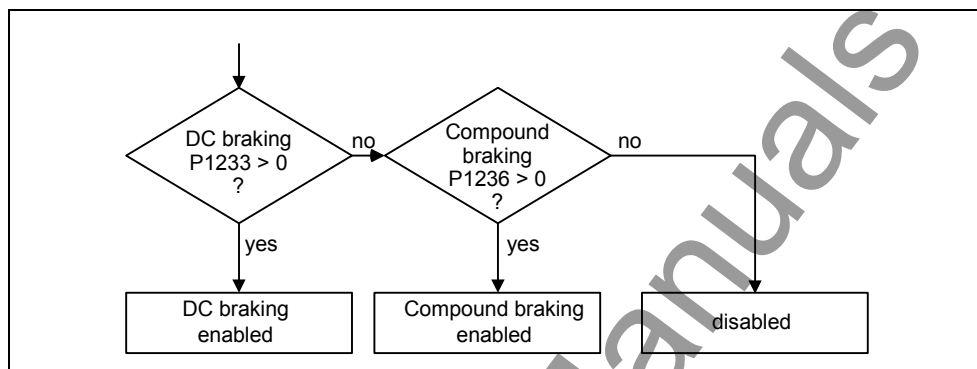 DC braking
P1233 > 0
?
no
Compound
braking
P1236 > 0
?
no
yes
yes
DC braking
enabled
Compound braking
enabled
disabled
anuals